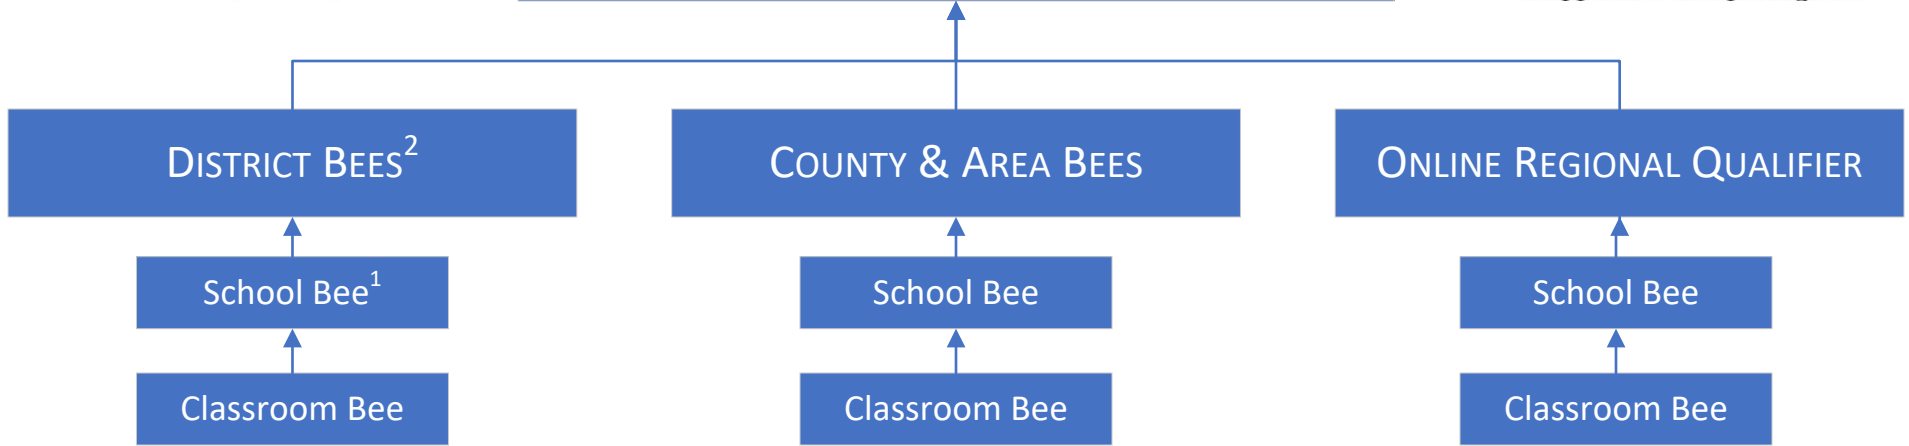 DISTRICT BEES²
COUNTY & AREA BEES
ONLINE REGIONAL QUALIFIER
School Bee¹
School Bee
School Bee
Classroom Bee
Classroom Bee
Classroom Bee